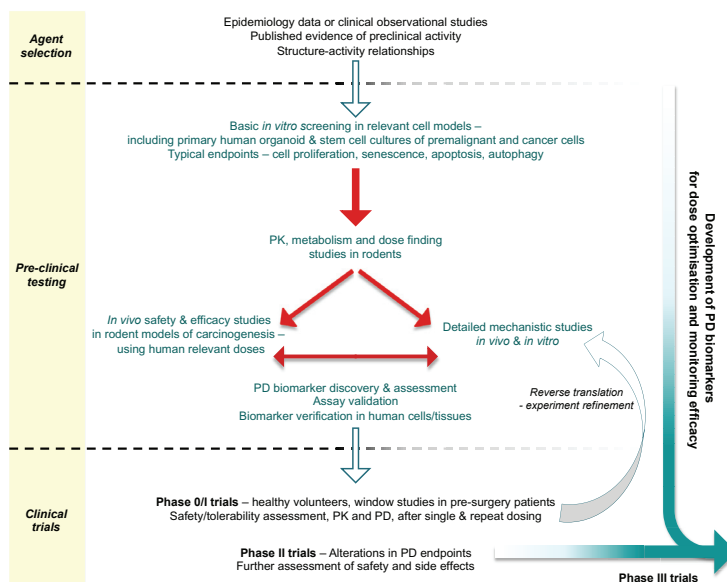 Agent
selection
Epidemiology data or clinical observational studies
Published evidence of preclinical activity
Structure-activity relationships
Pre-clinical
testing
Basic in vitro screening in relevant cell models –
including primary human organoid & stem cell cultures of premalignant and cancer cells
Typical endpoints – cell proliferation, senescence, apoptosis, autophagy
PK, metabolism and dose finding
studies in rodents
In vivo safety & efficacy studies
in rodent models of carcinogenesis –
using human relevant doses
Detailed mechanistic studies
in vivo & in vitro
PD biomarker discovery & assessment
Assay validation
Biomarker verification in human cells/tissues
Reverse translation
- experiment refinement
Development of PD biomarkers
for dose optimisation and monitoring efficacy
Clinical
trials
Phase 0/I trials – healthy volunteers, window studies in pre-surgery patients
Safety/tolerability assessment, PK and PD, after single & repeat dosing
Phase II trials – Alterations in PD endpoints
Further assessment of safety and side effects
Phase III trials